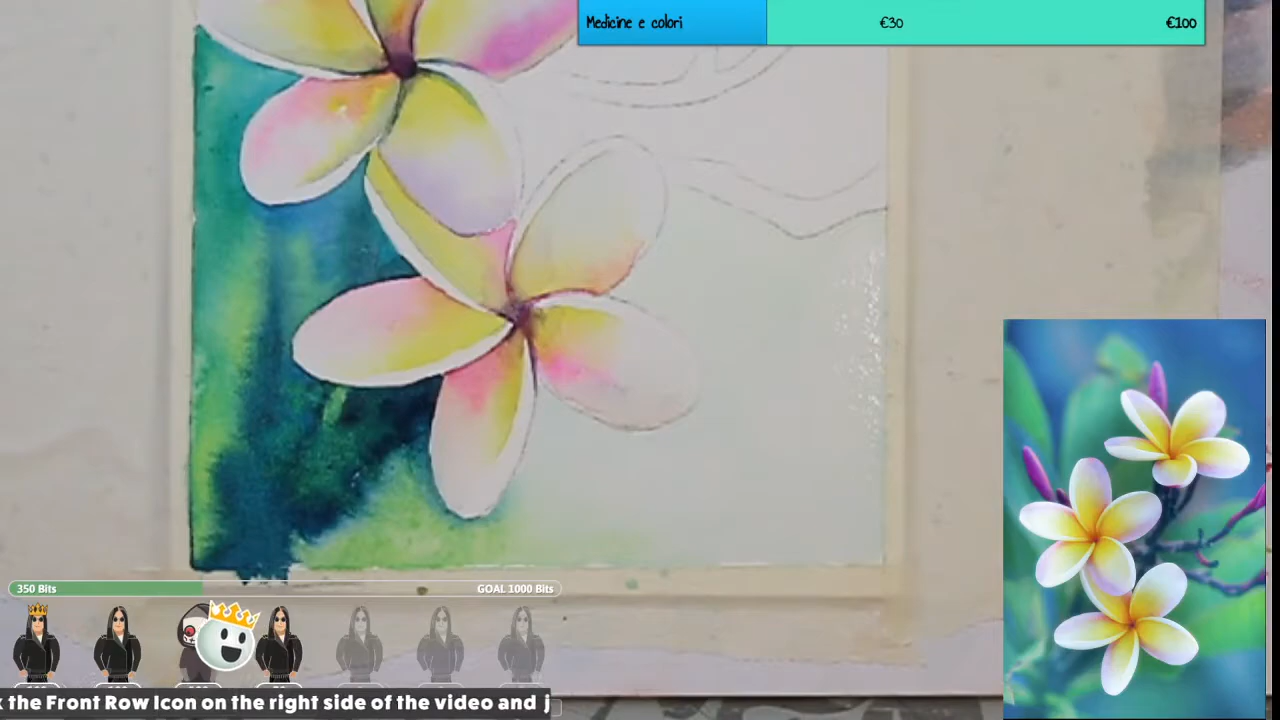 Medicine e colori €30 €100
350 Bits GOAL 1000 Bits
the Front Row Icon on the right side of the video and j